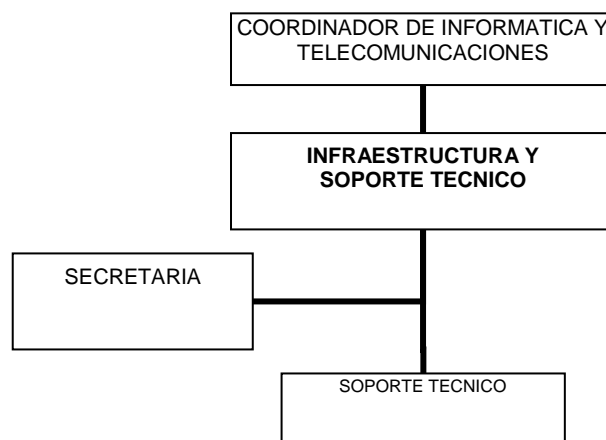 COORDINADOR DE INFORMATICA Y
TELECOMUNICACIONES
INFRAESTRUCTURA Y
SOPORTE TECNICO
SECRETARIA
SOPORTE TECNICO